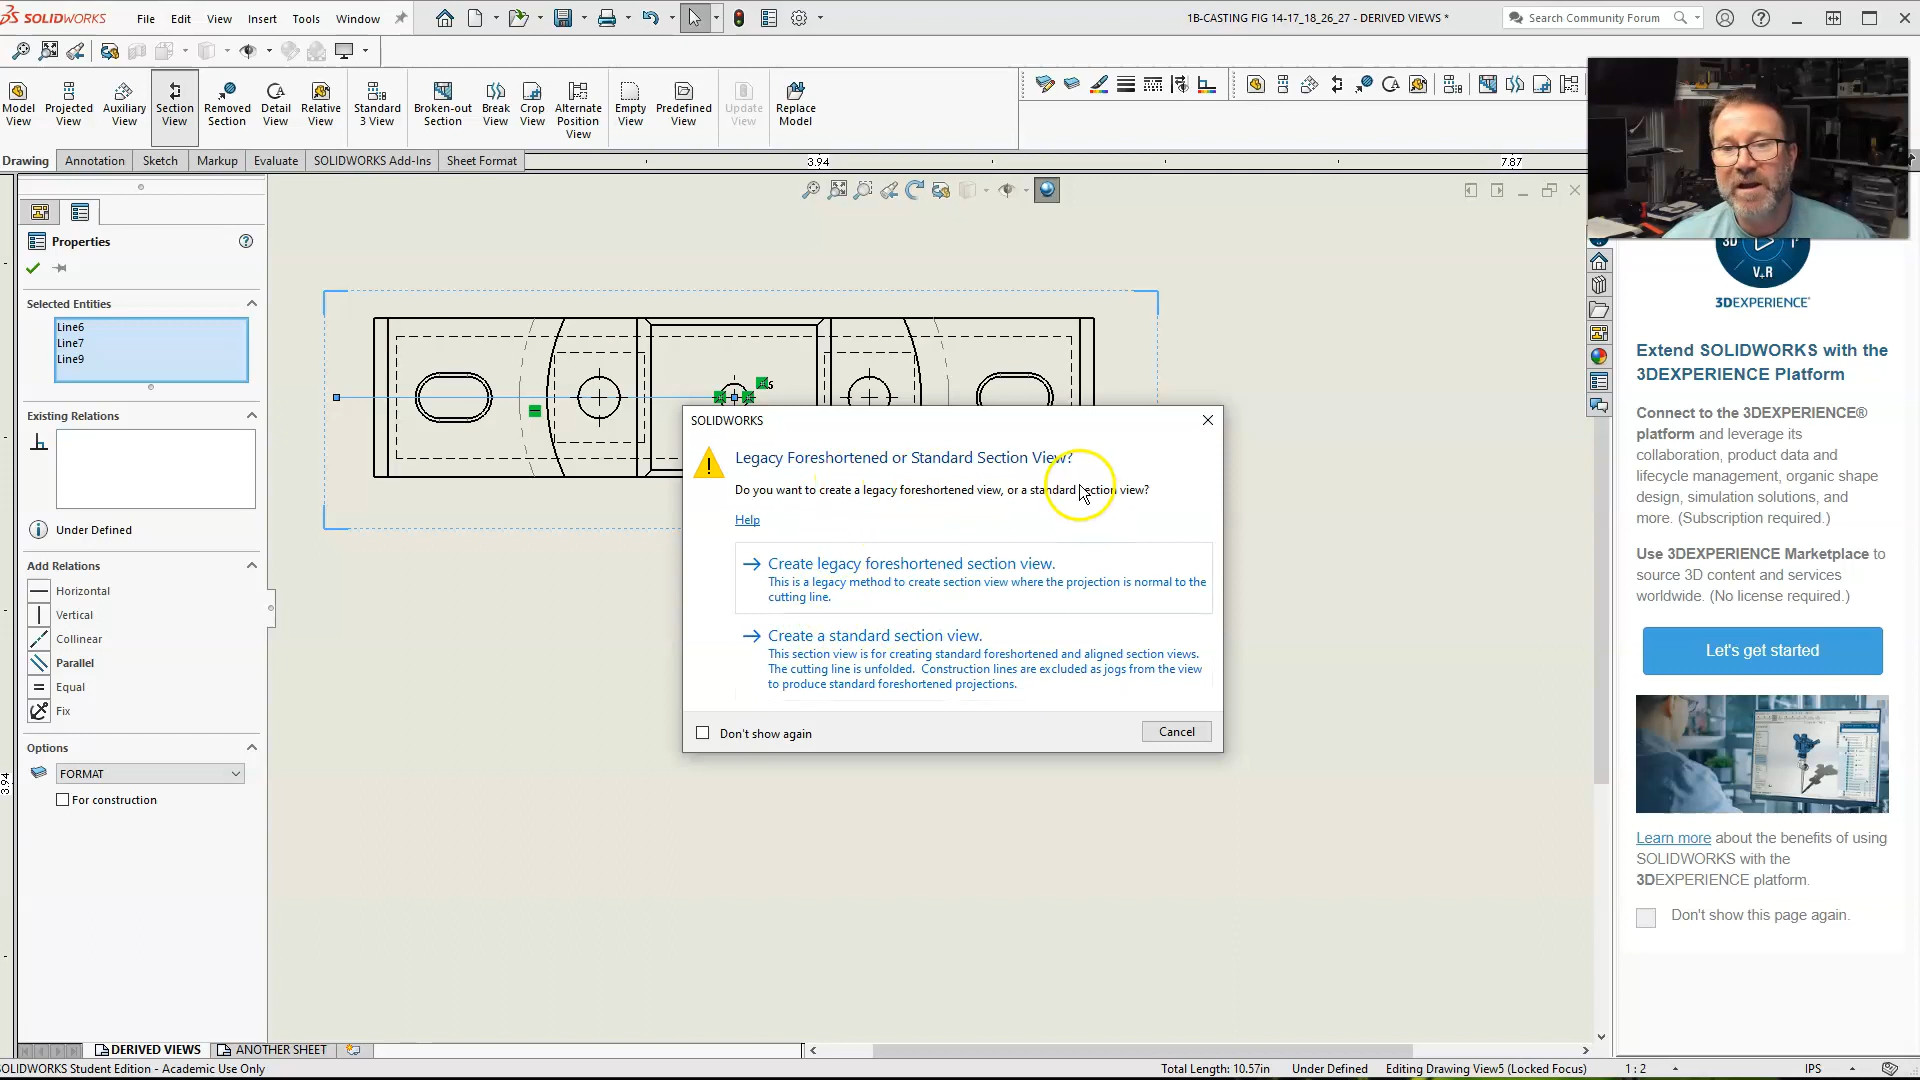 SOLIDWORKS
File Edit View Insert Tools Window
1B-CASTING FIG 14-17_18_26_27 - DERIVED VIEWS *
Search Community Forum
Model View
Projected View
Auxiliary View
Section View
Removed Section
Detail View
Relative View
Standard 3 View
Broken-out Section
Break View
Crop View
Alternate Position View
Empty View
Predefined View
Update View
Replace Model
Drawing Annotation Sketch Markup Evaluate SOLIDWORKS Add-Ins Sheet Format
3.94
7.87
Properties
Selected Entities
Line6
Line7
Line9
Existing Relations
Under Defined
Add Relations
Horizontal
Vertical
Collinear
Parallel
Equal
Fix
Options
FORMAT
For construction
3.94
SOLIDWORKS
Legacy Foreshortened or Standard Section View?
Do you want to create a legacy foreshortened view, or a standard section view?
Help
Create legacy foreshortened section view.
This is a legacy method to create section view where the projection is normal to the
cutting line.
Create a standard section view.
This section view is for creating standard foreshortened and aligned section views.
The cutting line is unfolded. Construction lines are excluded as jogs from the view
to produce standard foreshortened projections.
Don't show again
Cancel
3D
V+R
3DEXPERIENCE
Extend SOLIDWORKS with the
3DEXPERIENCE Platform
Connect to the 3DEXPERIENCE®
platform and leverage its
collaboration, product data and
lifecycle management, organic shape
design, simulation solutions, and
more. (Subscription required.)
Use 3DEXPERIENCE Marketplace to
source 3D content and services
worldwide. (No license required.)
Let's get started
Learn more about the benefits of using
SOLIDWORKS with the
3DEXPERIENCE platform.
Don't show this page again.
DERIVED VIEWS
ANOTHER SHEET
SOLIDWORKS Student Edition - Academic Use Only
Total Length: 10.57in
Under Defined
Editing Drawing View5 (Locked Focus)
1 : 2
IPS